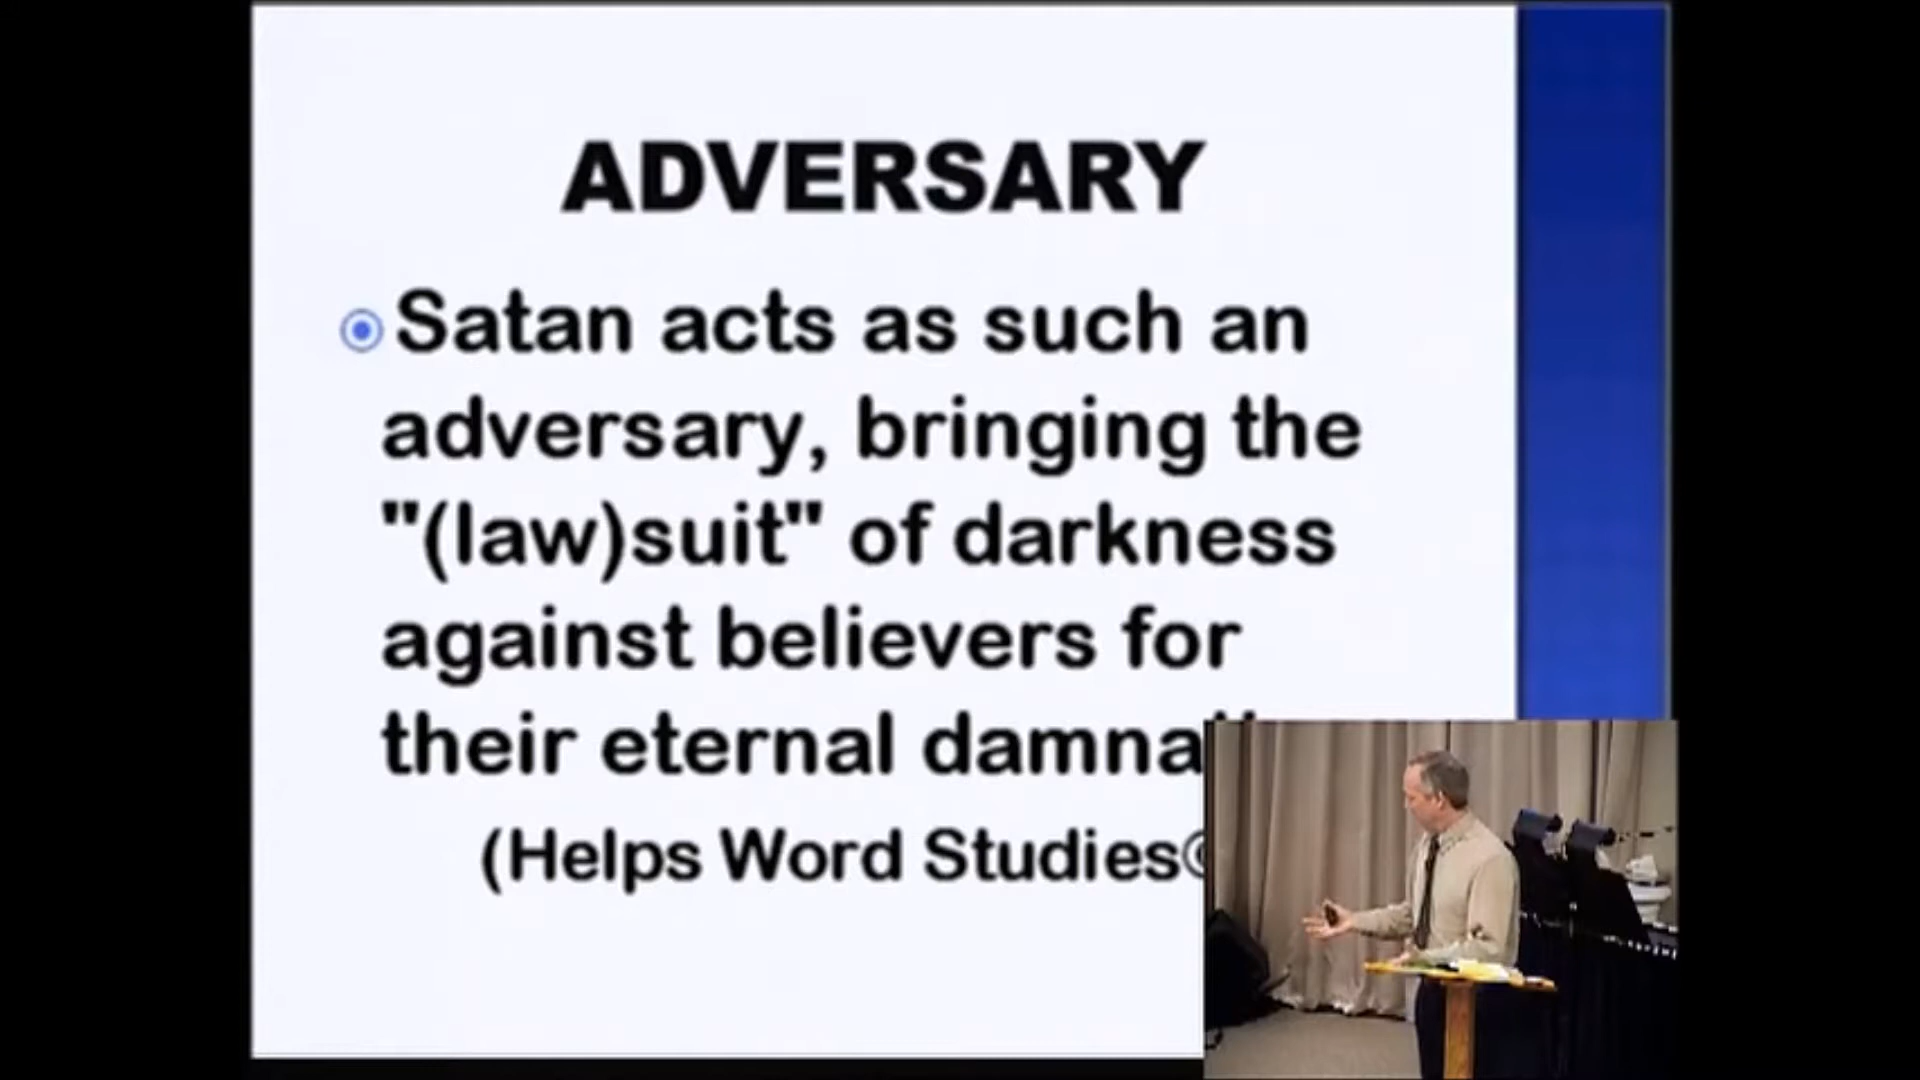 ADVERSARY
Satan acts as such an
adversary, bringing the
"(law)suit" of darkness
against believers for
their eternal
(Helps Word Studies©